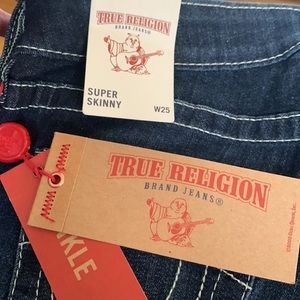 TRUE RELIGION
BRAND JEANS®
SUPER
SKINNY
W25
TRUE RELIGION
BRAND JEANS®
KLE